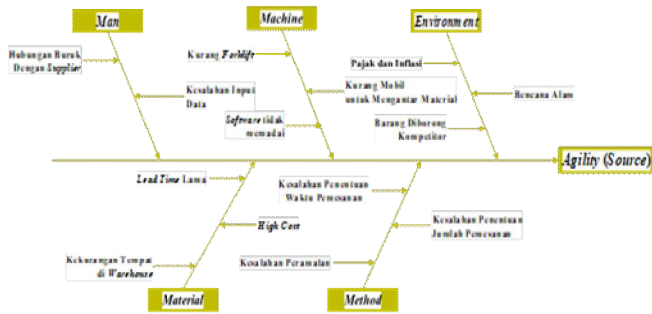 Man
Machine
Environment
Hubungan Buruk
Dengan Supplier
Kesalahan Input
Data
Kurang Forklift
Kurang Mobil
untuk Mengantar Material
Software tidak
memadai
Pajak dan Inflasi
Bencana Alam
Barang Diborong
Kompetitor
Agility (Source)
Lead Time Lama
High Cost
Kekurangan Tempat
di Warehouse
Kesalahan Penentuan
Waktu Pemesanan
Kesalahan Penentuan
Jumlah Pemesanan
Kesalahan Peramalan
Material
Method